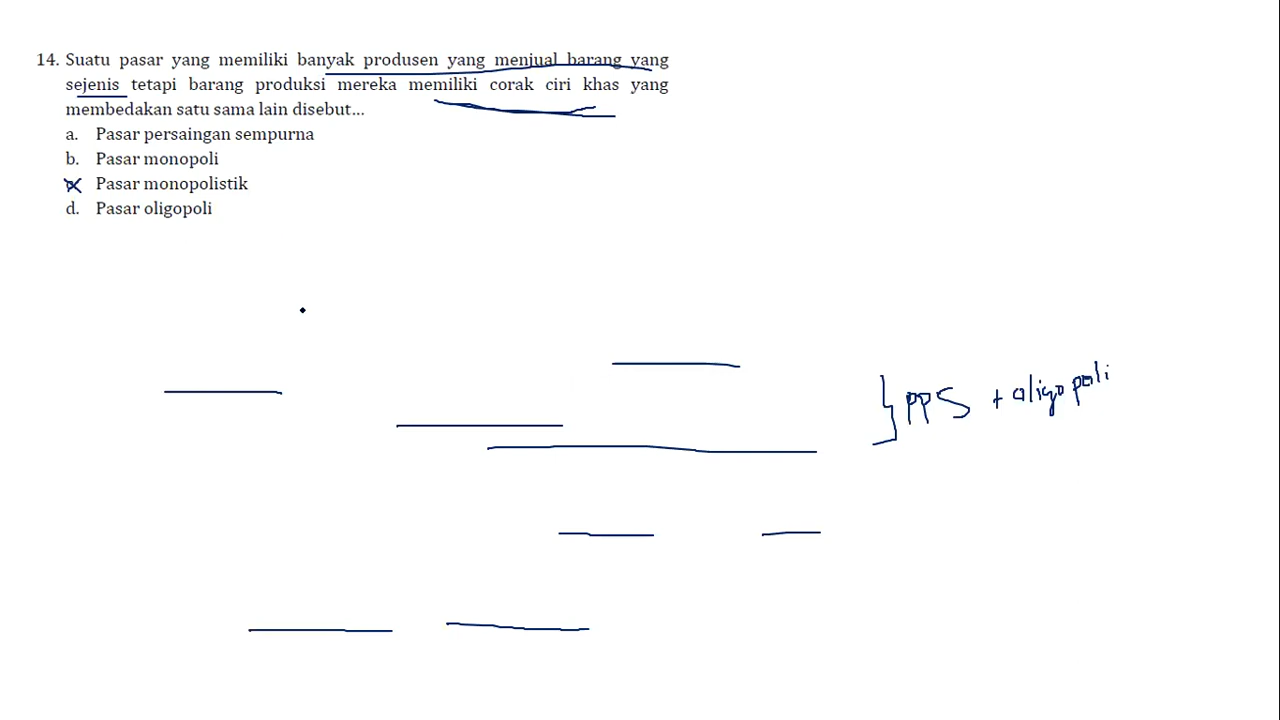 14. Suatu pasar yang memiliki banyak produsen yang menjual barang yang
sejenis tetapi barang produksi mereka memiliki corak ciri khas yang
membedakan satu sama lain disebut...
a. Pasar persaingan sempurna
b. Pasar monopoli
Pasar monopolistik
d. Pasar oligopoli
PPS + oligopoli